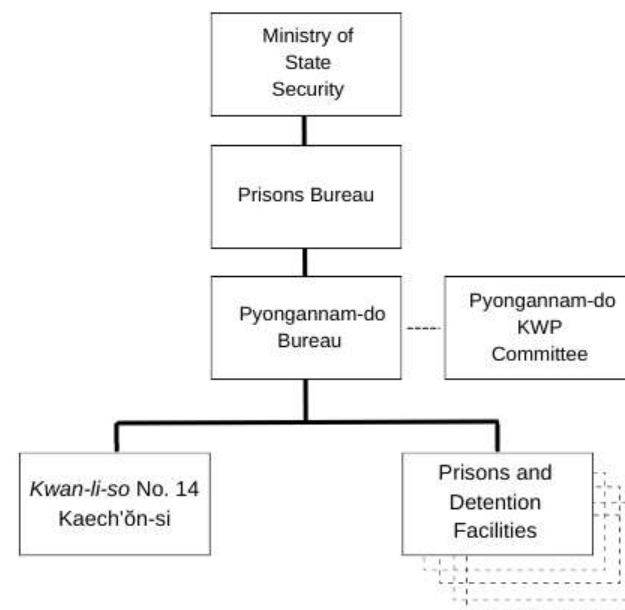 Ministry of
State
Security
Prisons Bureau
Pyongannam-do
Bureau
Pyongannam-do
KWP
Committee
Kwan-li-so No. 14
Kaech'ŏn-si
Prisons and
Detention
Facilities